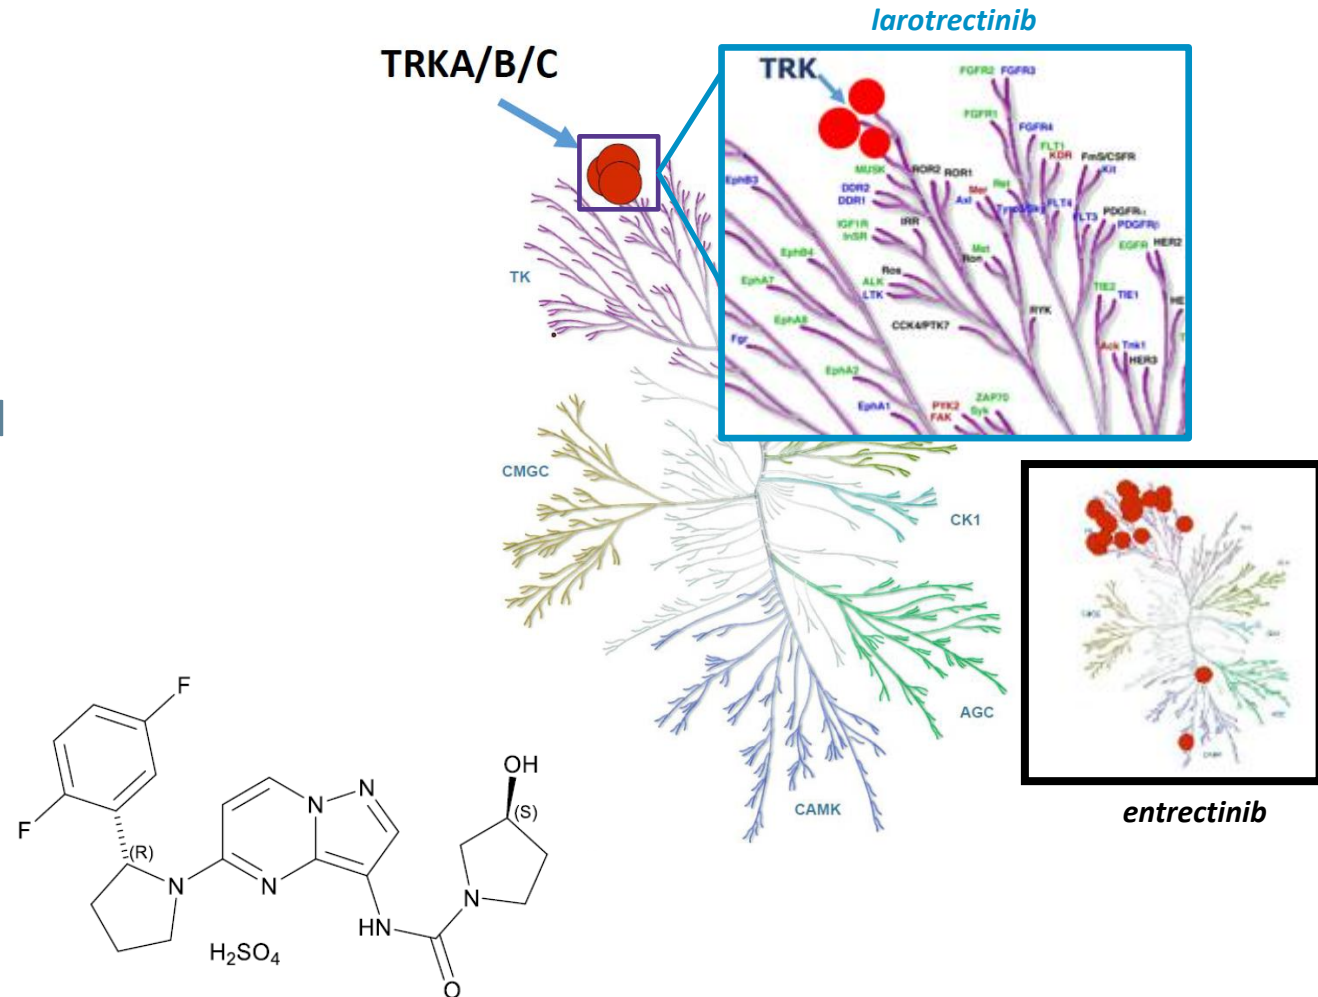 larotrectinib
TRKA/B/C
TRK
FGFR2 FGFR3
FGFR1
FGFR4
FLT1
KDR
FmS/CSFR
Kit
EphB3
MUSK
ROR2
ROR1
DDR2
DDR1
Mer
Axl
Ret
FLT4
FLT3
PDGFRα
PDGFRβ
IGF1R
InSR
IRR
EGFR
HER2
EphB4
Met
Ron
Ros
ALK
LTK
EphA7
TIE2
TIE1
EphA8
CCK4/PTK7
RYK
Fgr
Ack
Tnk1
HER3
EphA2
EphA1
PYK2
FAK
ZAP70
Syk
TK
CMGC
CK1
AGC
CAMK
entrectinib
F
F
(R)
N
N
N
N
HN
O
N
(S)
OH
H2SO4